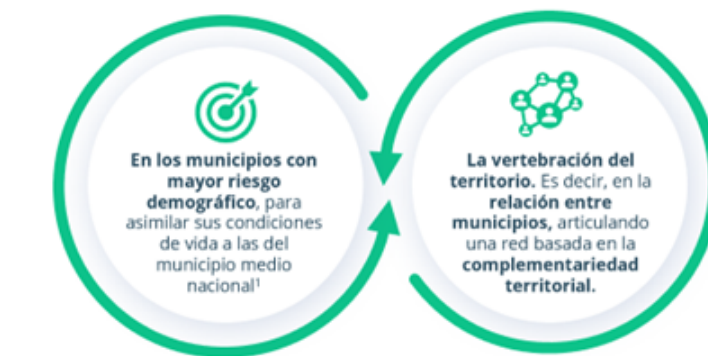 En los municipios con
mayor riesgo
demográfico, para
asimilar sus condiciones
de vida a las del
municipio medio
nacional¹
La vertebración del
territorio. Es decir, en la
relación entre
municipios, articulando
una red basada en la
complementariedad
territorial.